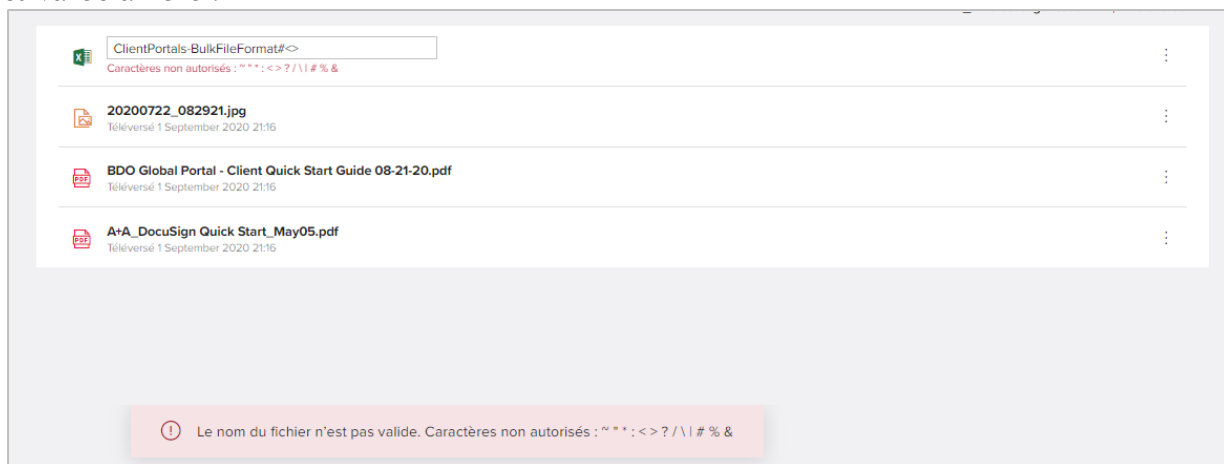 ClientPortals-BulkFileFormat#<>
Caractères non autorisés : ~ " * : < > ? / \ | # % &
20200722_082921.jpg
Téléversé 1 September 2020 21:16
BDO Global Portal - Client Quick Start Guide 08-21-20.pdf
Téléversé 1 September 2020 21:16
A+A_DocuSign Quick Start_May05.pdf
Téléversé 1 September 2020 21:16
Le nom du fichier n'est pas valide. Caractères non autorisés : ~ " * : < > ? / \ | # % &